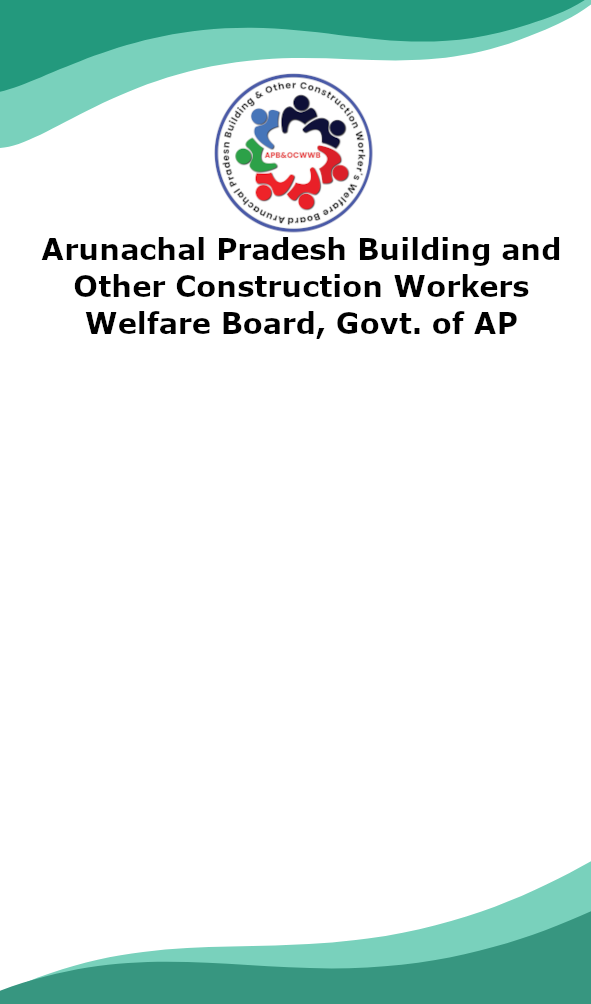 Arunachal Pradesh Building & Other Construction Worker's Welfare Board
APB&OCWWB
Arunachal Pradesh Building and
Other Construction Workers
Welfare Board, Govt. of AP